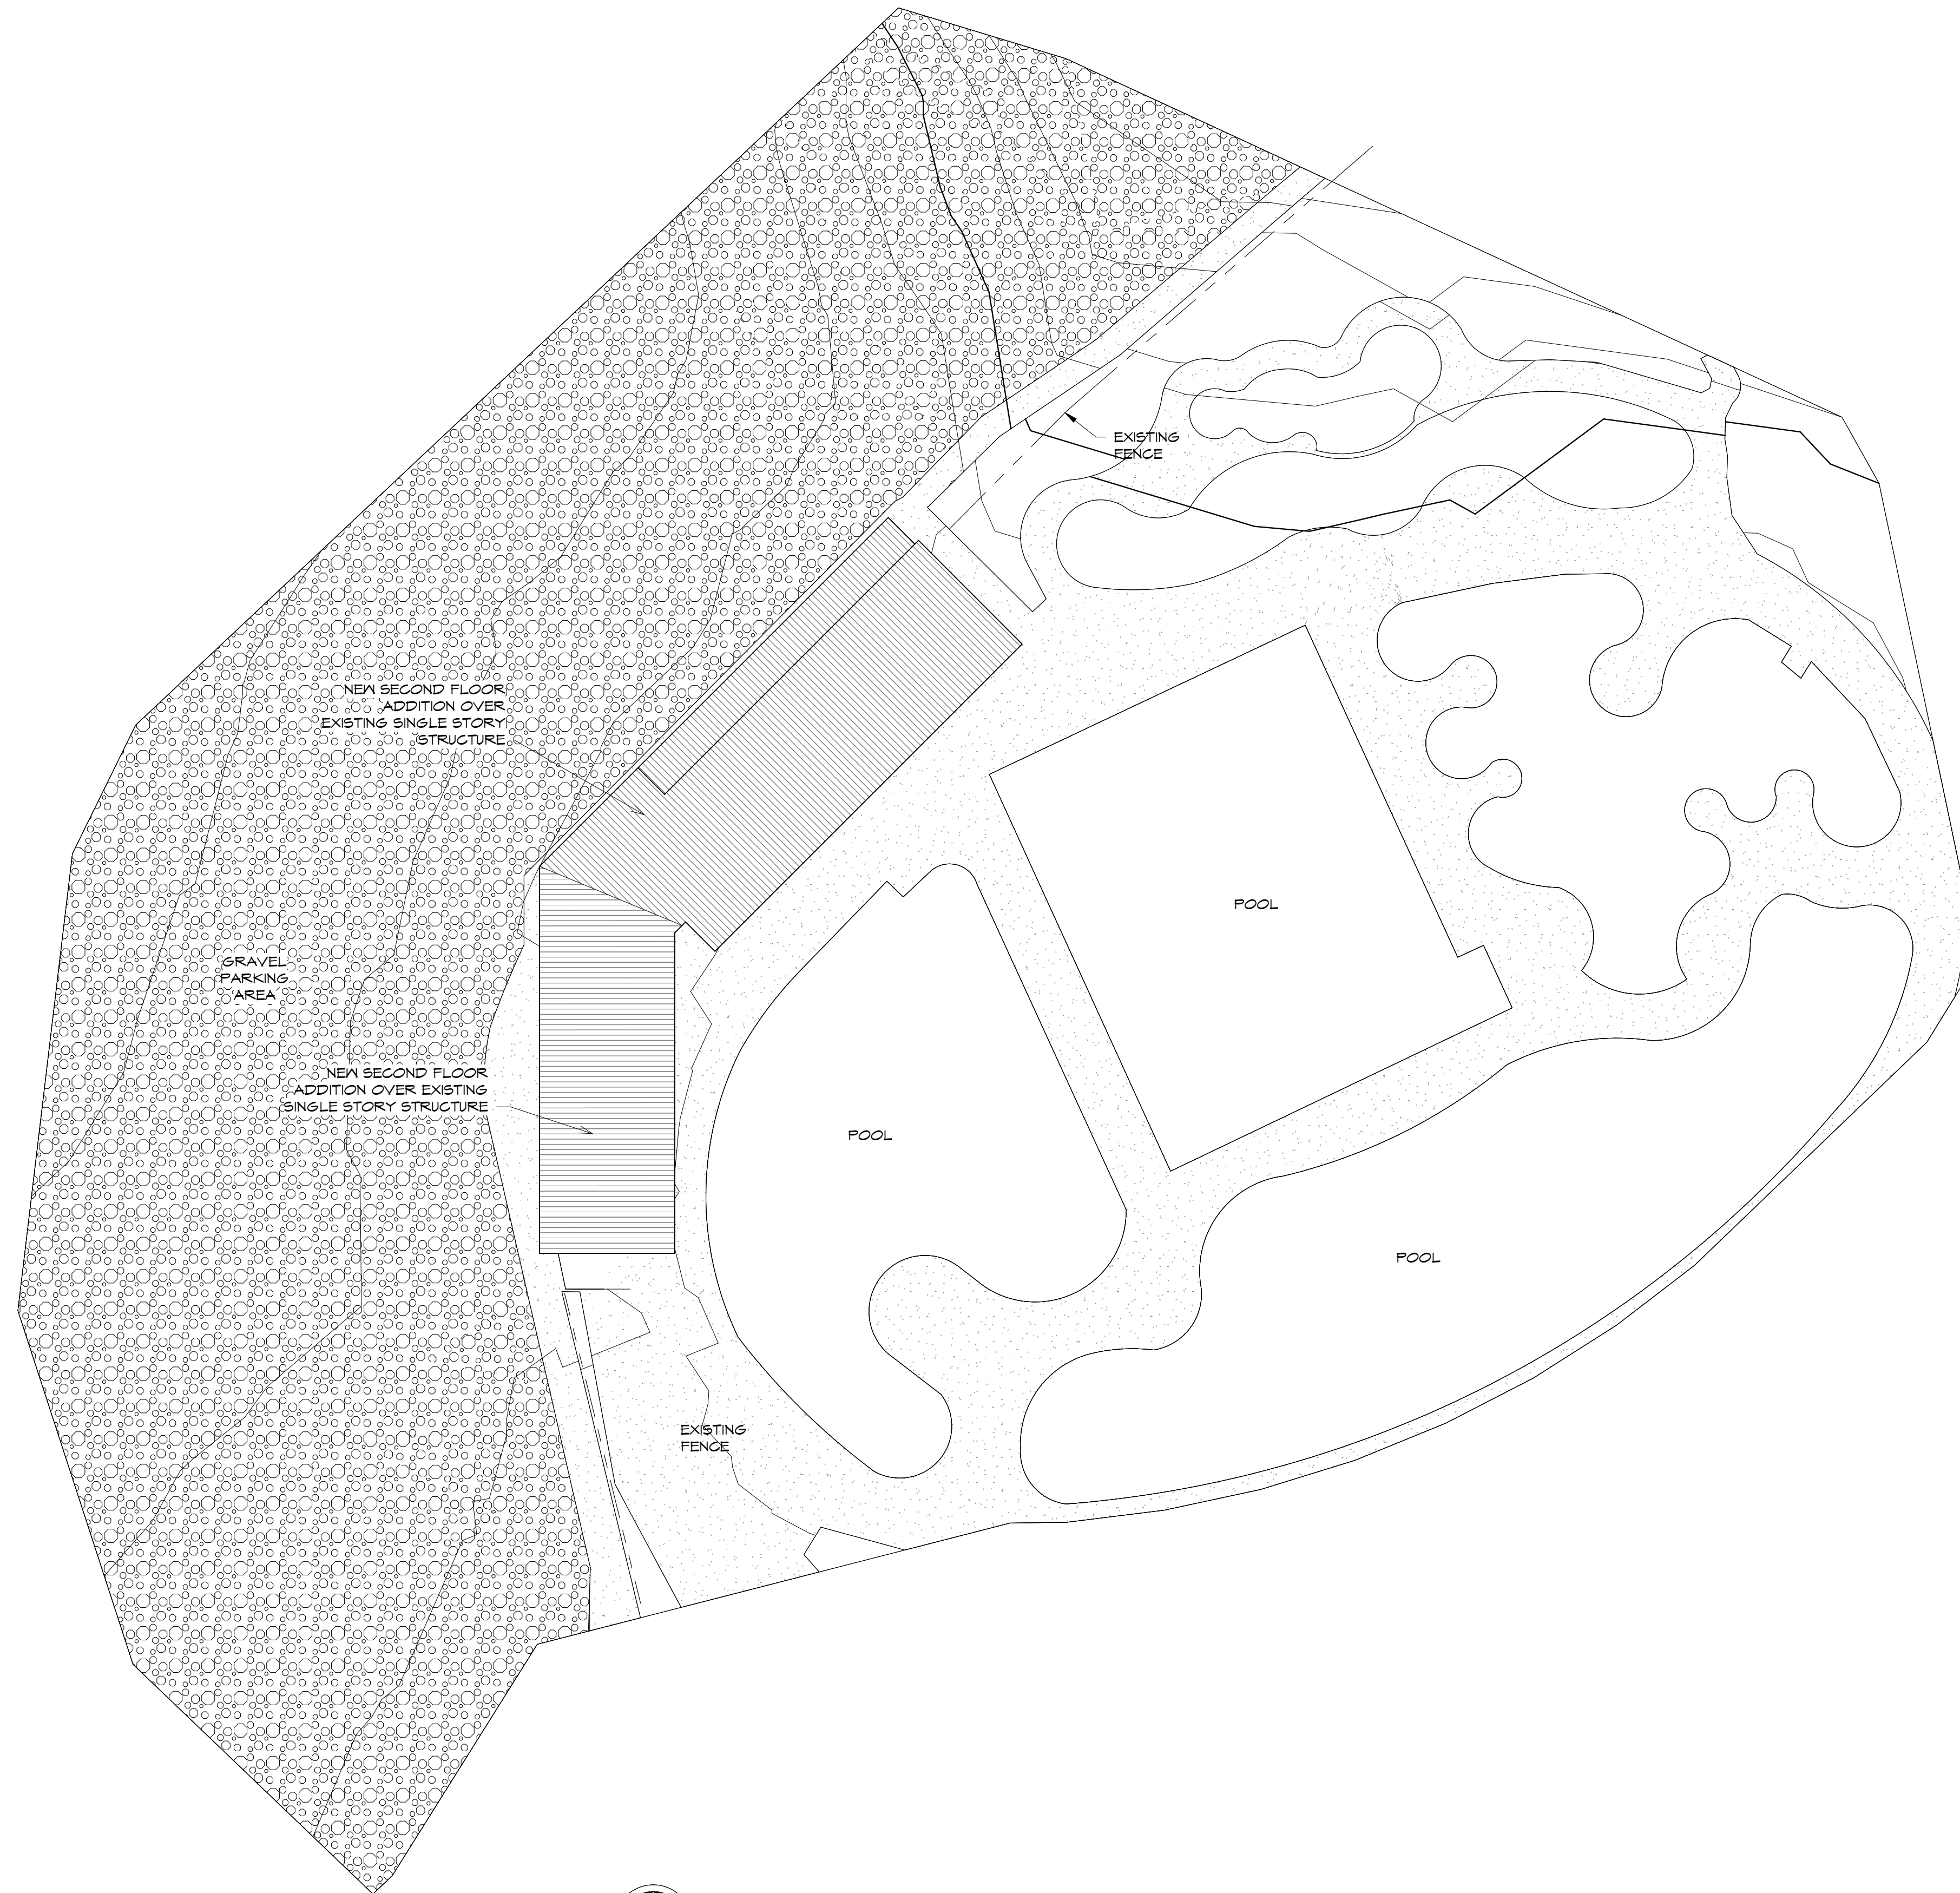 EXISTING
FENCE
NEW SECOND FLOOR
ADDITION OVER
EXISTING SINGLE STORY
STRUCTURE
POOL
GRAVEL
PARKING
AREA
NEW SECOND FLOOR
ADDITION OVER EXISTING
SINGLE STORY STRUCTURE
POOL
POOL
EXISTING
FENCE